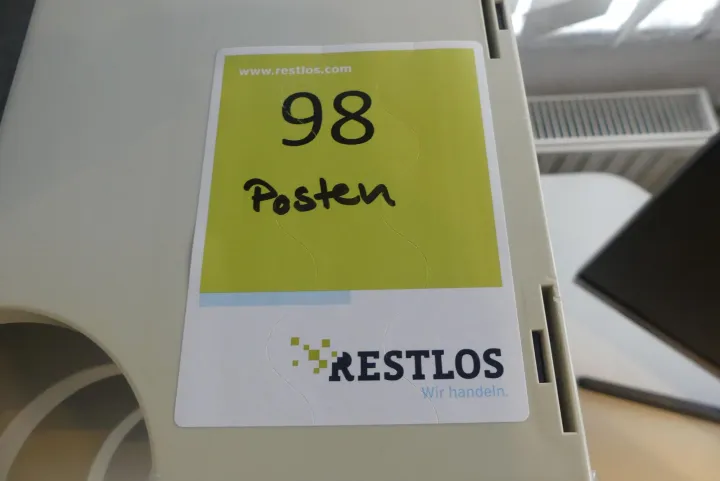 www.restlos.com
98
Posten
RESTLOS
Wir handeln.